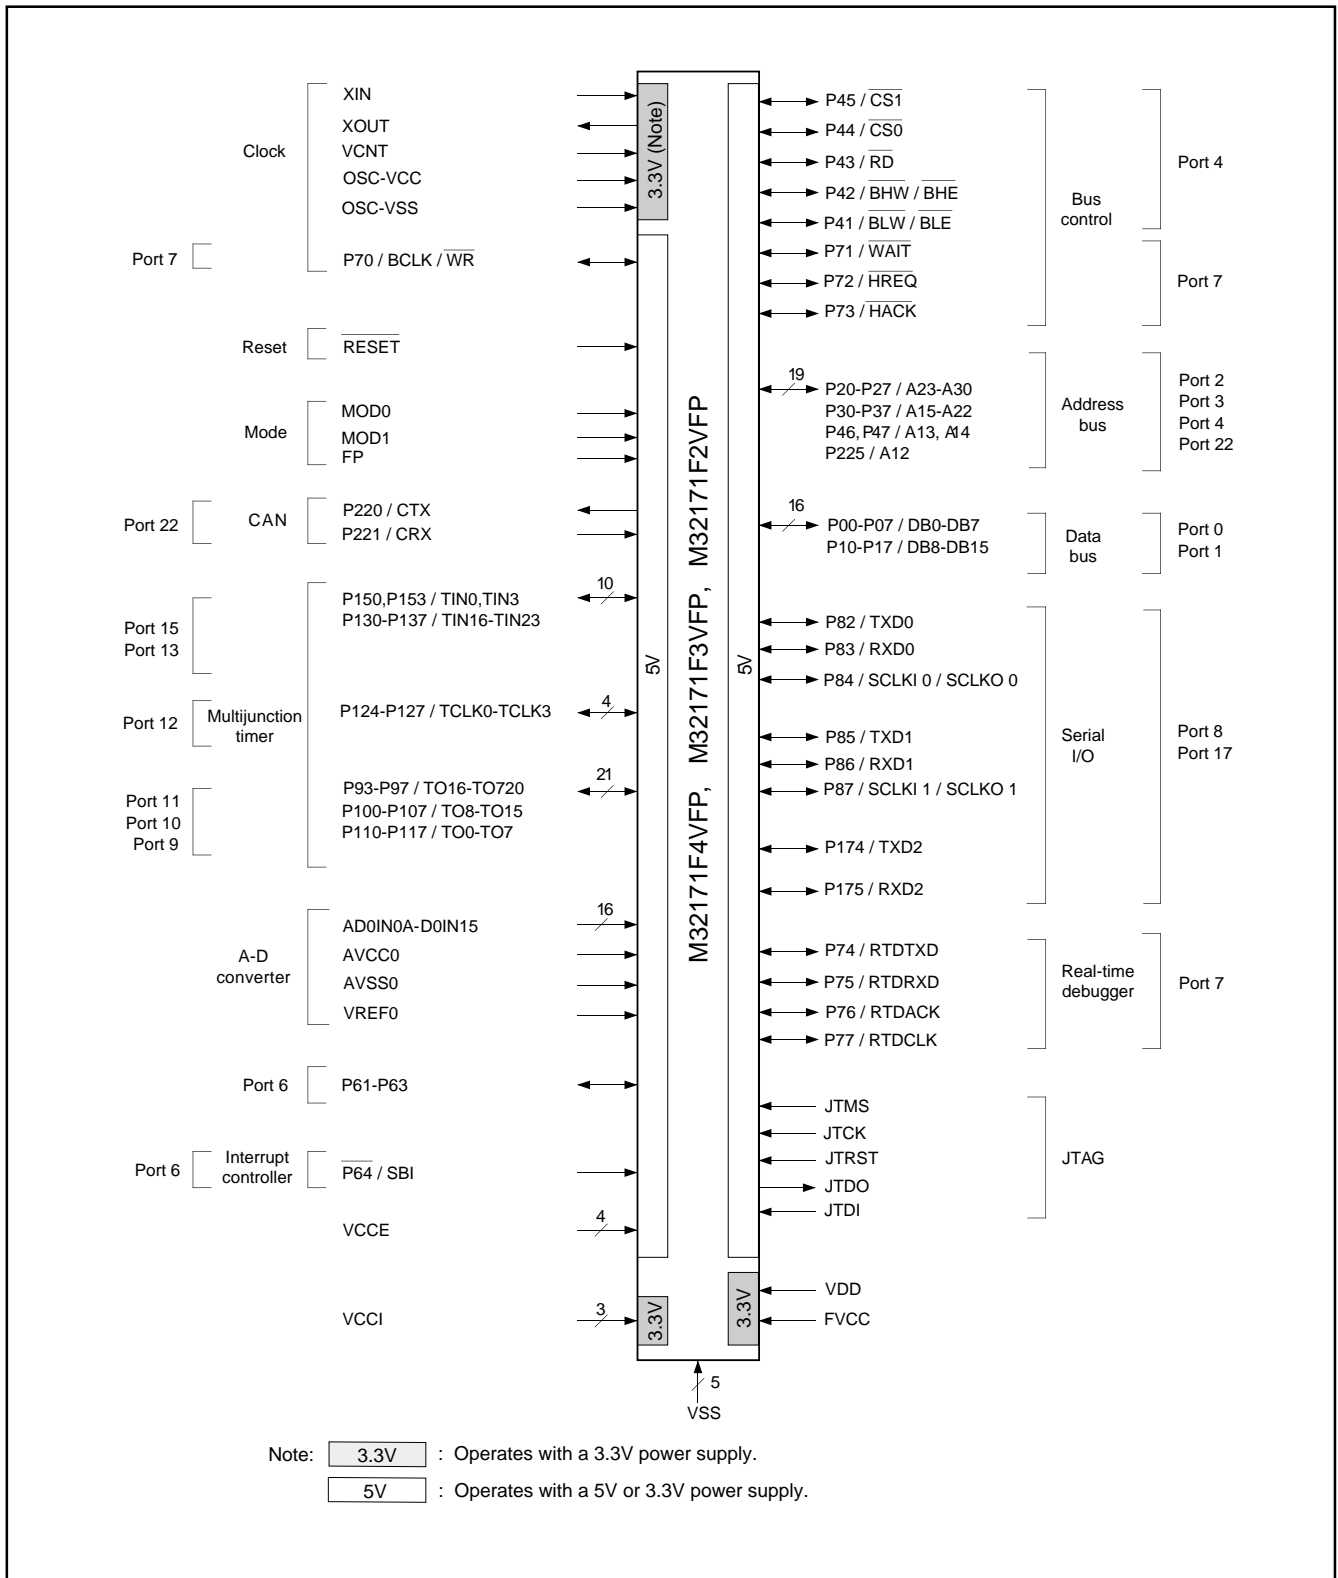 XIN
XOUT
VCNT
OSC-VCC
OSC-VSS
Clock
Port 7
P70 / BCLK / WR
Reset
RESET
Mode
MOD0
MOD1
FP
Port 22
CAN
P220 / CTX
P221 / CRX
Port 15
Port 13
P150,P153 / TIN0,TIN3
P130-P137 / TIN16-TIN23
10
Port 12
Multijunction
timer
P124-P127 / TCLK0-TCLK3
4
Port 11
Port 10
Port 9
P93-P97 / TO16-TO720
P100-P107 / TO8-TO15
P110-P117 / TO0-TO7
21
A-D
converter
AD0IN0A-D0IN15
16
AVCC0
AVSS0
VREF0
Port 6
P61-P63
Port 6
Interrupt
controller
P64 / SBI
VCCE
4
VCCI
3
3.3V (Note)
5V
3.3V
M32171F4VFP, M32171F3VFP, M32171F2VFP
5V
3.3V
P45 / CS1
P44 / CS0
P43 / RD
P42 / BHW / BHE
P41 / BLW / BLE
P71 / WAIT
P72 / HREQ
P73 / HACK
Bus
control
Port 4
Port 7
19
P20-P27 / A23-A30
P30-P37 / A15-A22
P46,P47 / A13, A14
P225 / A12
Address
bus
Port 2
Port 3
Port 4
Port 22
16
P00-P07 / DB0-DB7
P10-P17 / DB8-DB15
Data
bus
Port 0
Port 1
P82 / TXD0
P83 / RXD0
P84 / SCLKI 0 / SCLKO 0
P85 / TXD1
P86 / RXD1
P87 / SCLKI 1 / SCLKO 1
P174 / TXD2
P175 / RXD2
Serial
I/O
Port 8
Port 17
P74 / RTDTXD
P75 / RTDRXD
P76 / RTDACK
P77 / RTDCLK
Real-time
debugger
Port 7
JTMS
JTCK
JTRST
JTDO
JTDI
JTAG
VDD
FVCC
5
VSS
Note: 3.3V : Operates with a 3.3V power supply.
5V : Operates with a 5V or 3.3V power supply.